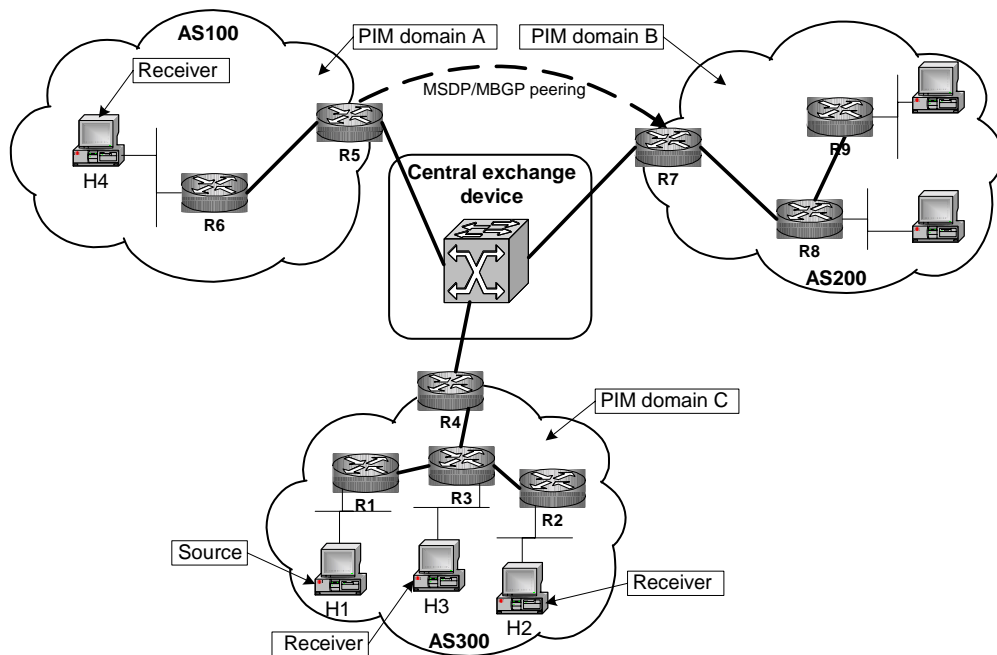 AS100
PIM domain A
PIM domain B
Receiver
MSDP/MBGP peering
R5
R9
H4
R7
Central exchange
device
R6
R8
AS200
R4
PIM domain C
R1
R3
R2
Source
H1
H3
Receiver
H2
Receiver
AS300